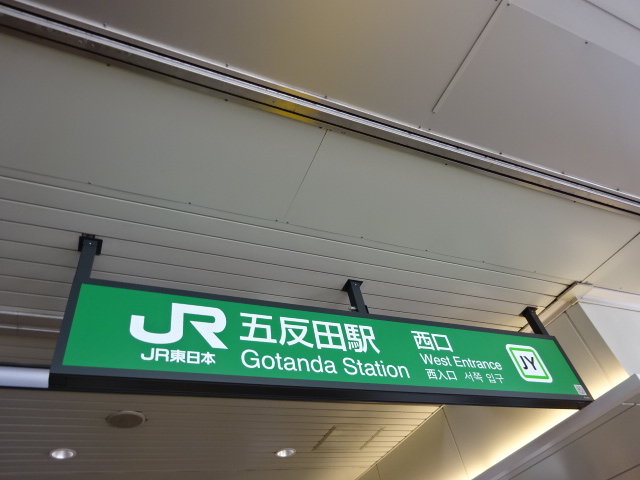 JR
JR東日本
五反田駅
Gotanda Station
西口
West Entrance
西入口 서쪽 입구
JY